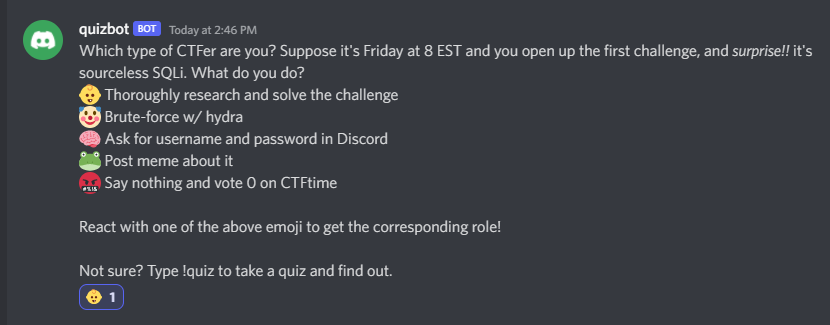 quizbot BOT Today at 2:46 PM
Which type of CTFer are you? Suppose it's Friday at 8 EST and you open up the first challenge, and surprise!! it's
sourceless SQLi. What do you do?
👶 Thoroughly research and solve the challenge
🤡 Brute-force w/ hydra
🧠 Ask for username and password in Discord
🐸 Post meme about it
🤬 Say nothing and vote 0 on CTFtime
React with one of the above emoji to get the corresponding role!
Not sure? Type !quiz to take a quiz and find out.
👶 1